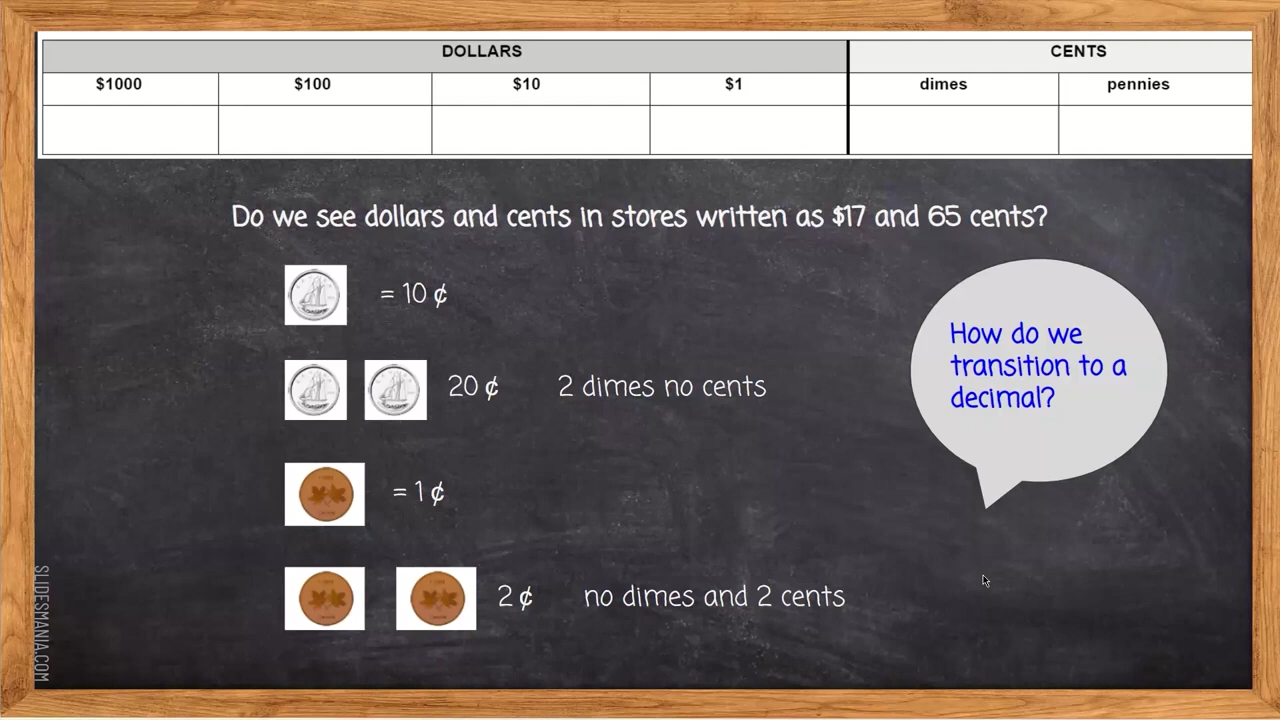 DOLLARS CENTS
$1000 $100 $10 $1 dimes pennies
Do we see dollars and cents in stores written as $17 and 65 cents?
= 10 ¢
How do we
transition to a
decimal?
20 ¢ 2 dimes no cents
= 1 ¢
2 ¢ no dimes and 2 cents
SLIDESMANIA.COM